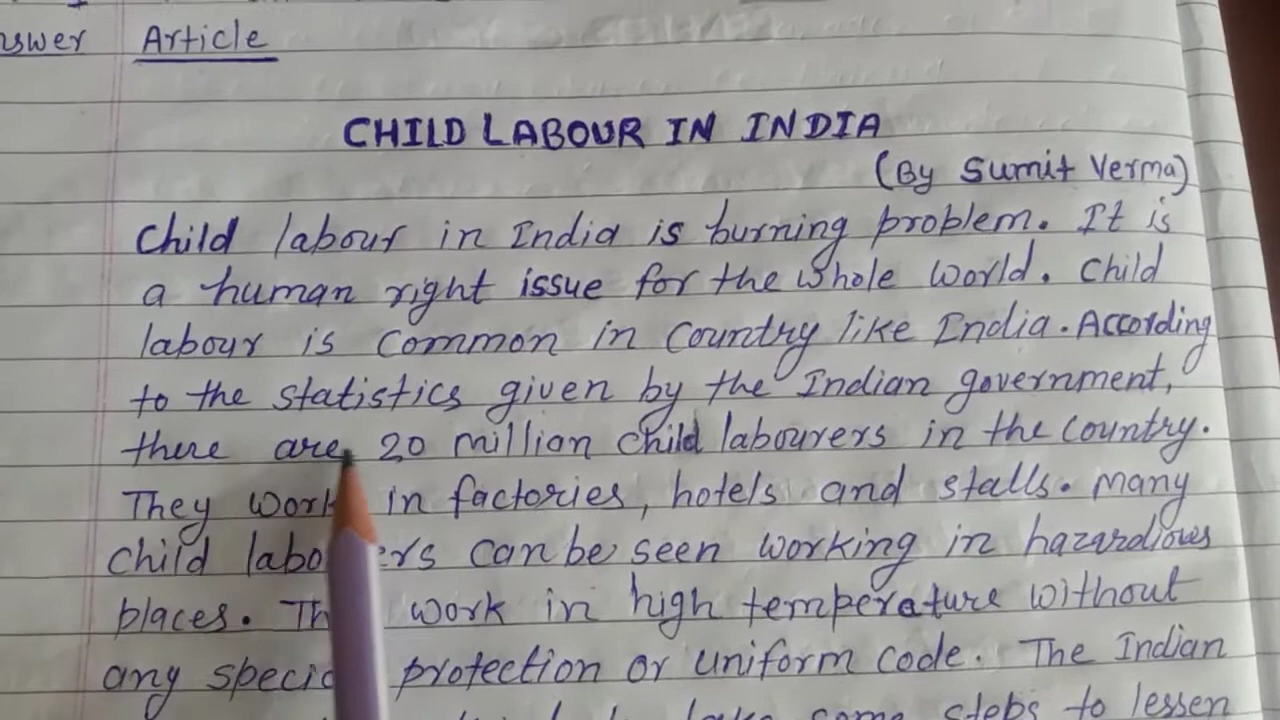 Article
CHILD LABOUR IN INDIA
(By Sumit Verma)
Child labour in India is burning problem. It is
a human right issue for the whole world. Child
labour is common in country like India. According
to the statistics given by the Indian government,
there are 20 million child labourers in the country.
They work in factories, hotels and stalls. Many
child labo ers can be seen working in hazardious
places. Th work in high temperature without
any speci protection or uniform code. The Indian
take some steps to lessen